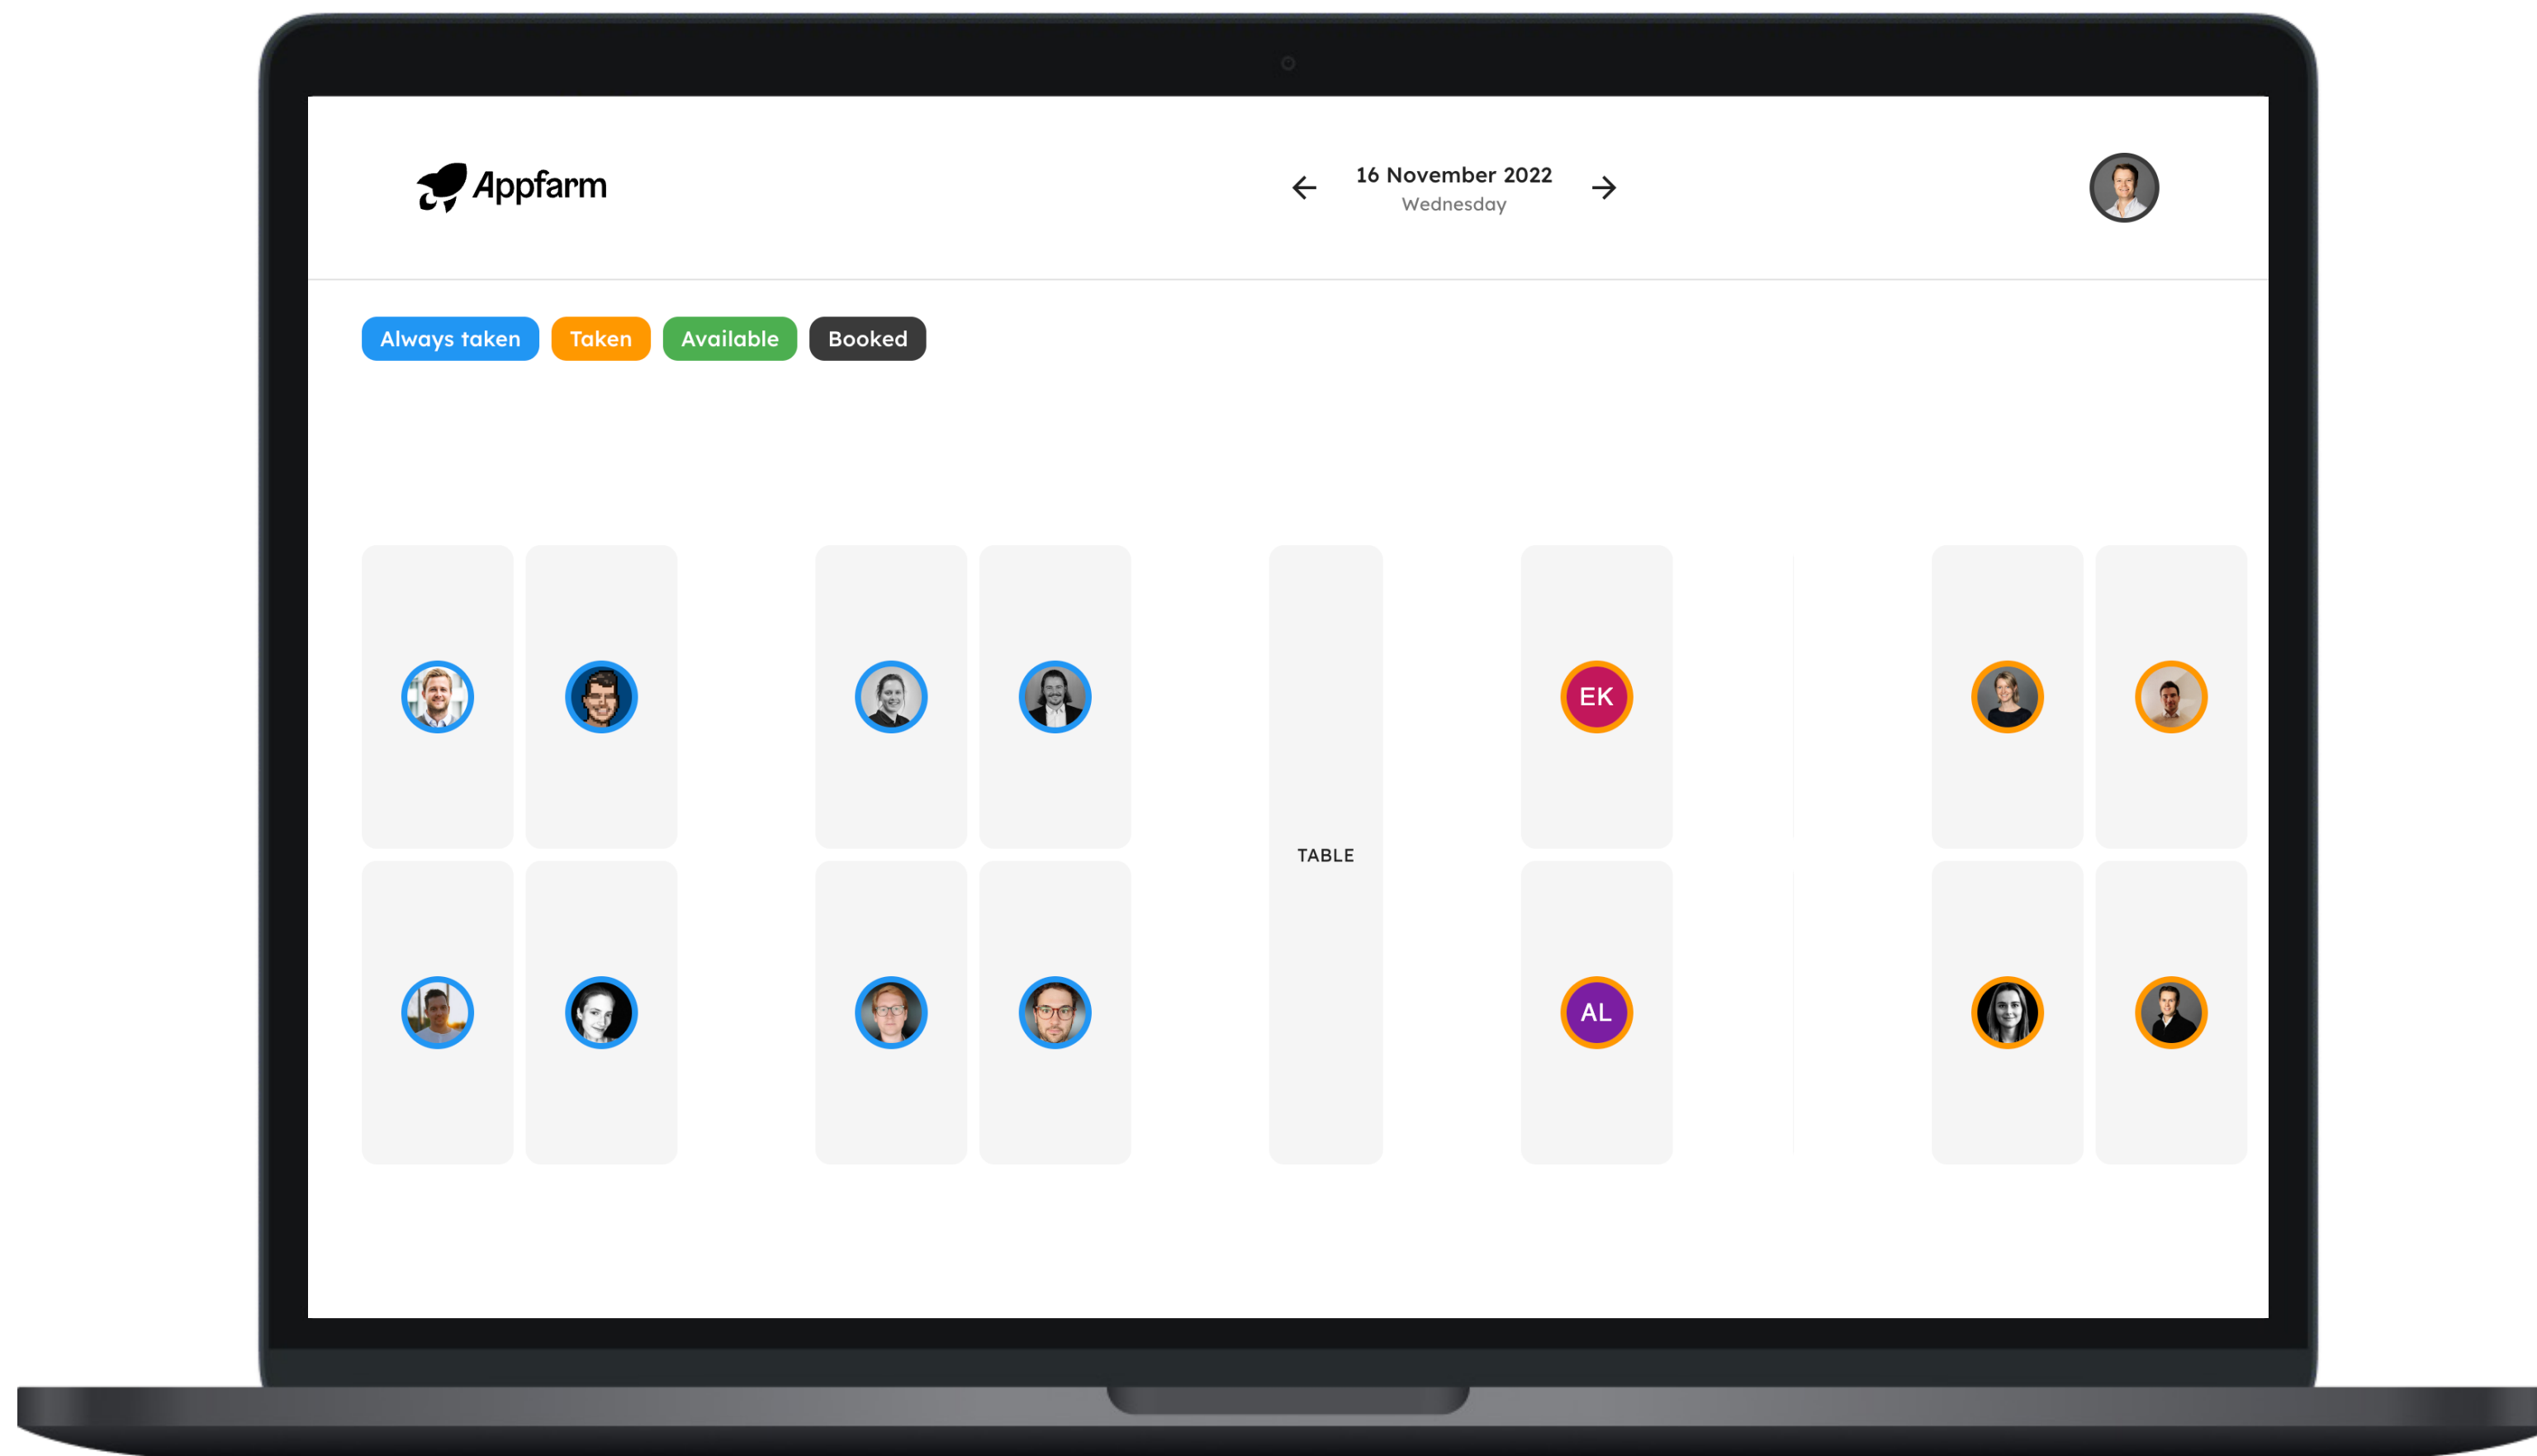 Appfarm
16 November 2022
Wednesday
Always taken
Taken
Available
Booked
EK
TABLE
AL